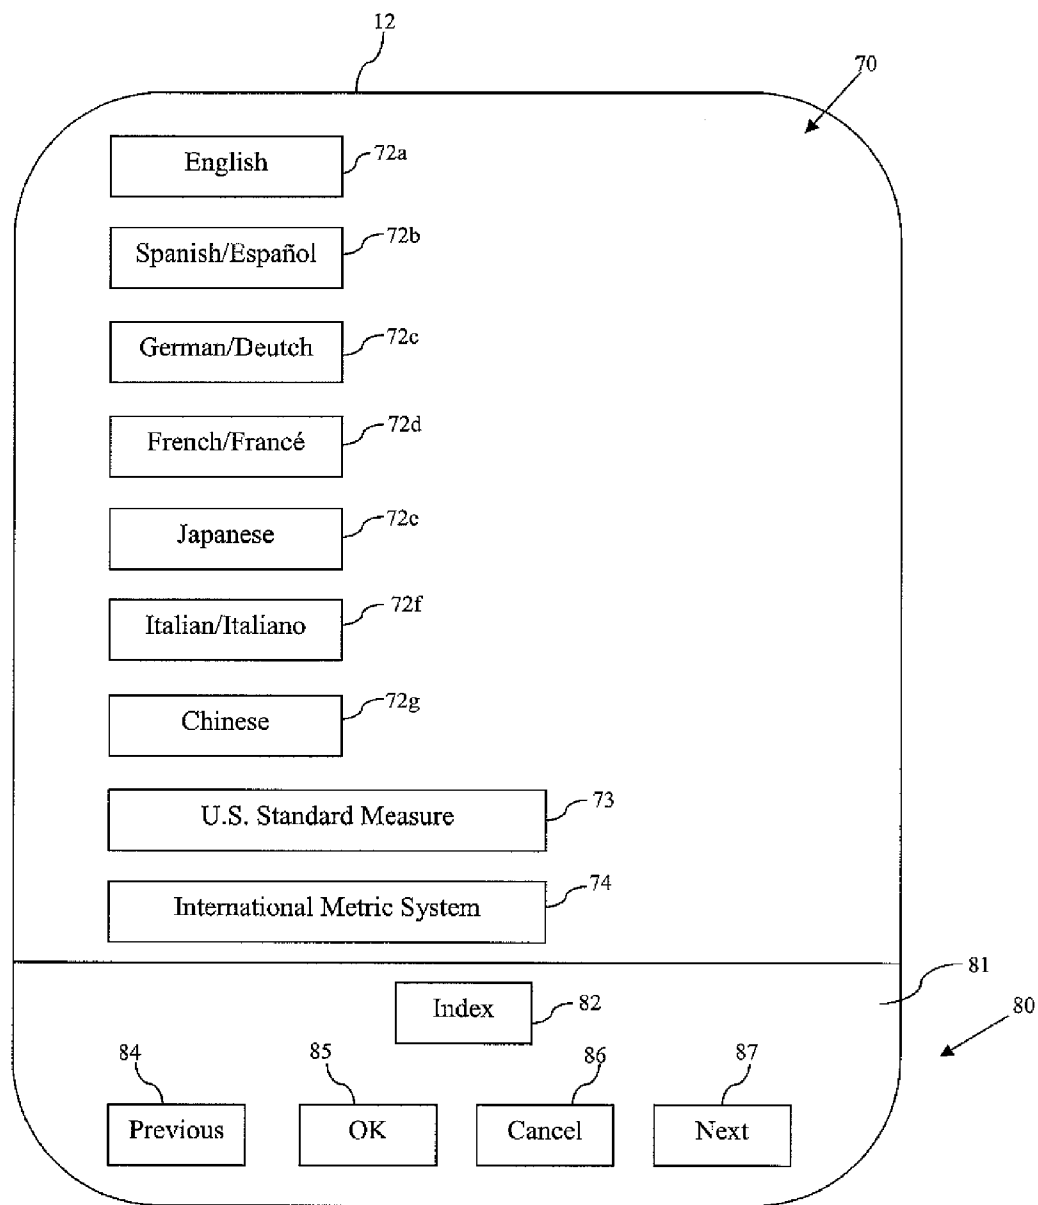 12
70
English
72a
Spanish/Español
72b
German/Deutch
72c
French/Francé
72d
Japanese
72e
Italian/Italiano
72f
Chinese
72g
U.S. Standard Measure
73
International Metric System
74
81
Index
82
80
84
85
86
87
Previous
OK
Cancel
Next